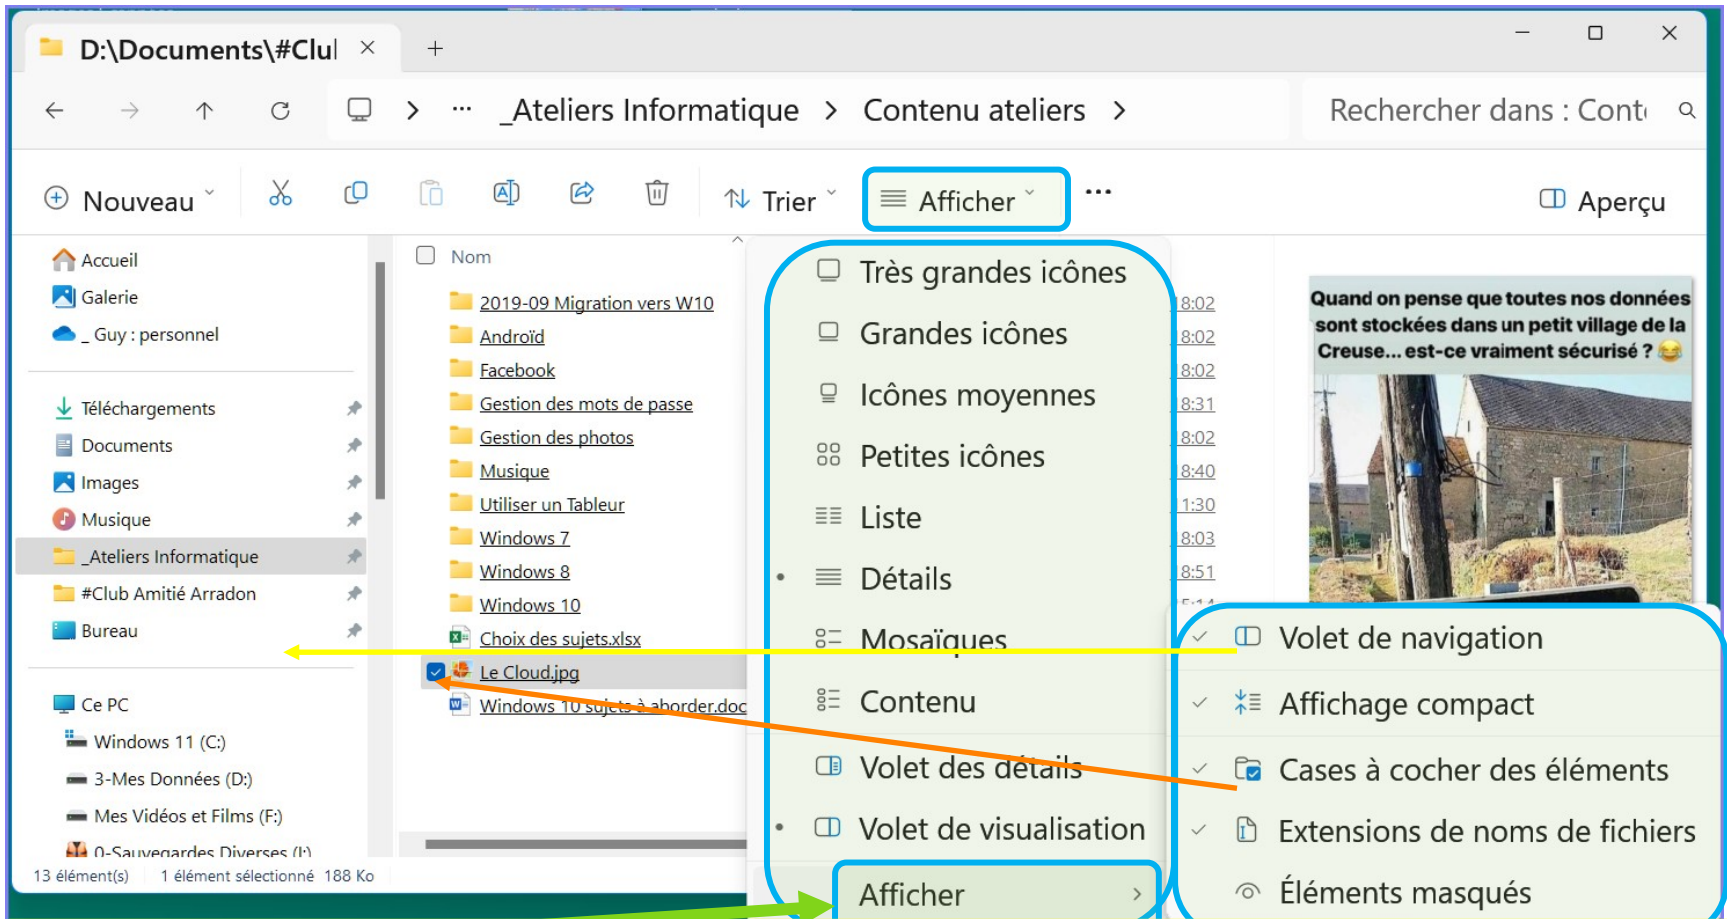 D:\Documents\#Clul
_Ateliers Informatique > Contenu ateliers >
Rechercher dans : Cont
Nouveau
Trier
Afficher
Aperçu
Accueil
Galerie
_ Guy : personnel
Téléchargements
Documents
Images
Musique
_Ateliers Informatique
#Club Amitié Arradon
Bureau
Ce PC
Windows 11 (C:)
3-Mes Données (D:)
Mes Vidéos et Films (F:)
0-Sauvegardes Diverses (I:)
Nom
2019-09 Migration vers W10
Androïd
Facebook
Gestion des mots de passe
Gestion des photos
Musique
Utiliser un Tableur
Windows 7
Windows 8
Windows 10
Choix des sujets.xlsx
Le Cloud.jpg
Windows 10 sujets à aborder.doc
8:02
8:02
8:02
8:31
8:02
8:40
1:30
8:03
8:51
Très grandes icônes
Grandes icônes
Icônes moyennes
Petites icônes
Liste
Détails
Mosaïques
Contenu
Volet des détails
Volet de visualisation
Afficher
Volet de navigation
Affichage compact
Cases à cocher des éléments
Extensions de noms de fichiers
Éléments masqués
Quand on pense que toutes nos données
sont stockées dans un petit village de la
Creuse... est-ce vraiment sécurisé ? 😂
13 élément(s)
1 élément sélectionné 188 Ko